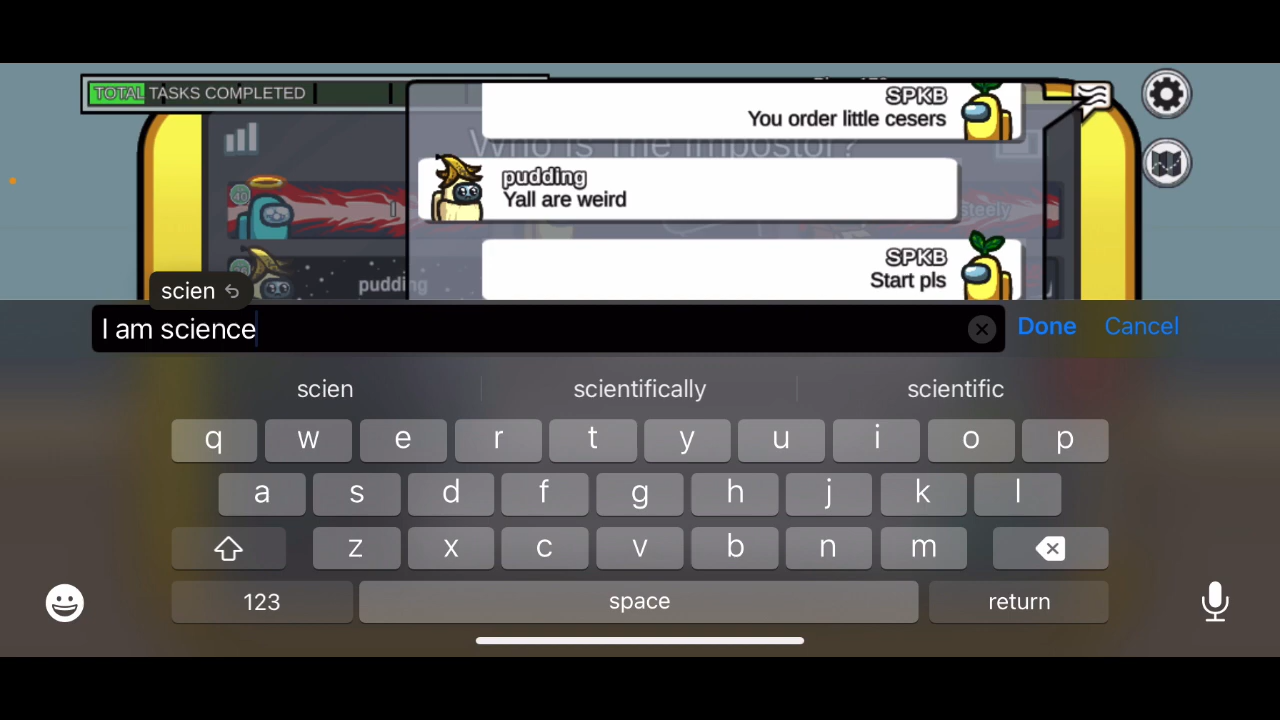 TOTAL TASKS COMPLETED
SPKB
You order little cesers
Who Is The Impostor?
pudding
Yall are weird
40
steely
SPKB
Start pls
pudding
scien
I am science
Done
Cancel
scien
scientifically
scientific
q w e r t y u i o p
a s d f g h j k l
z x c v b n m
123
space
return